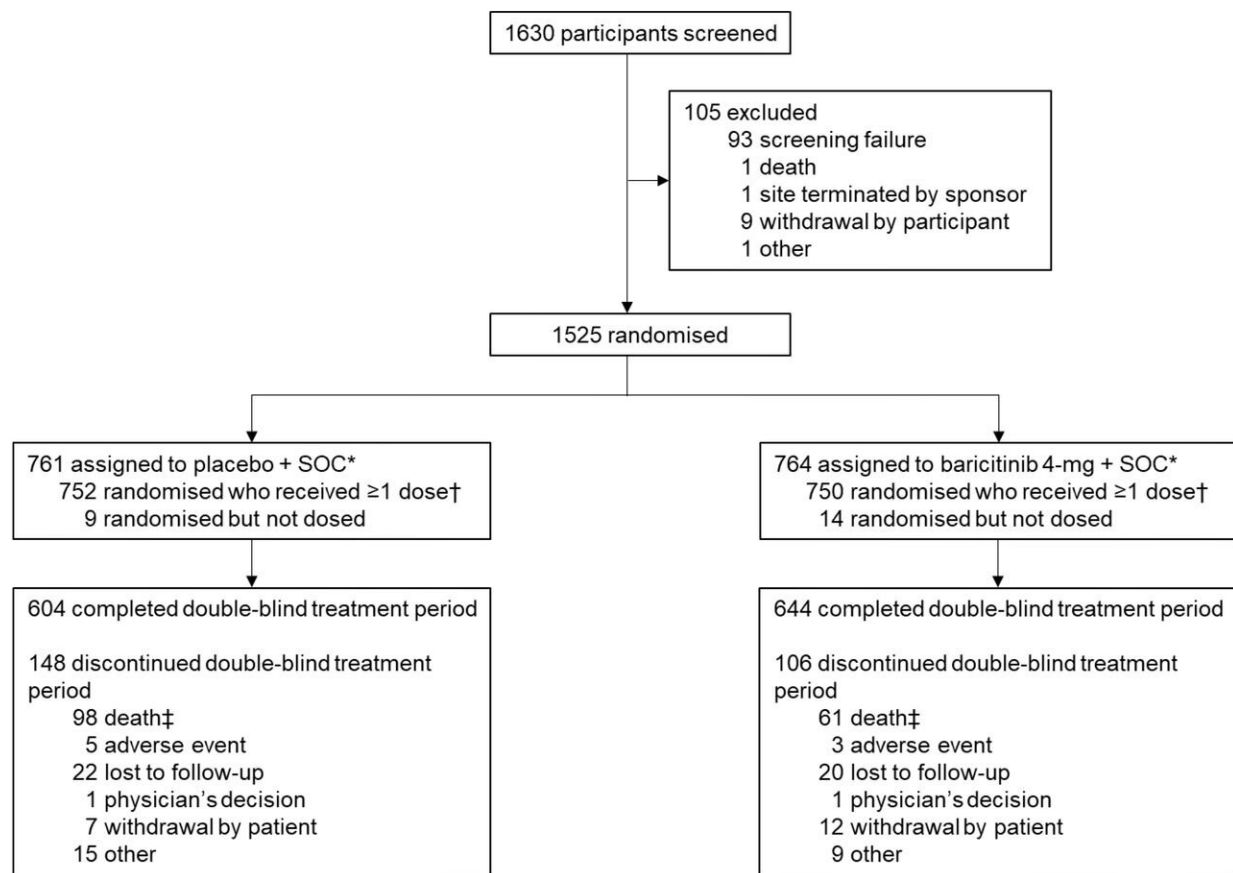 1630 participants screened
105 excluded
93 screening failure
1 death
1 site terminated by sponsor
9 withdrawal by participant
1 other
1525 randomised
761 assigned to placebo + SOC*
752 randomised who received ≥1 dose†
9 randomised but not dosed
764 assigned to baricitinib 4-mg + SOC*
750 randomised who received ≥1 dose†
14 randomised but not dosed
604 completed double-blind treatment period
148 discontinued double-blind treatment
period
98 death‡
5 adverse event
22 lost to follow-up
1 physician’s decision
7 withdrawal by patient
15 other
644 completed double-blind treatment period
106 discontinued double-blind treatment
period
61 death‡
3 adverse event
20 lost to follow-up
1 physician’s decision
12 withdrawal by patient
9 other